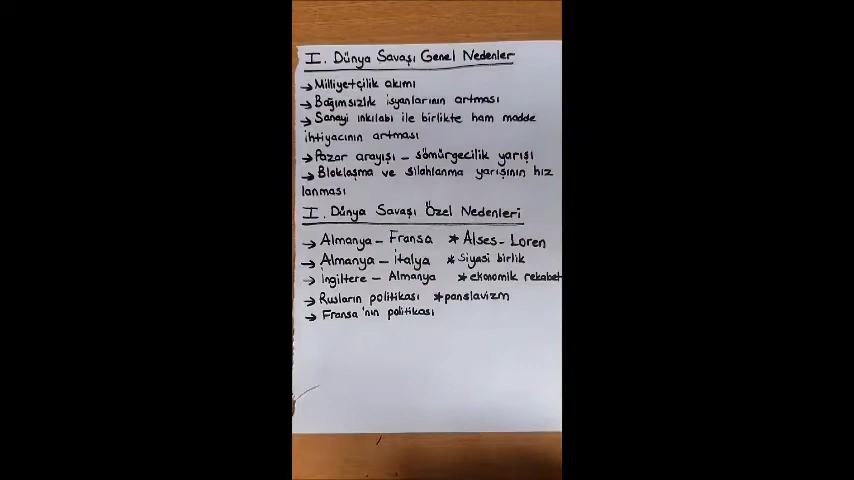 I. Dünya Savaşı Genel Nedenler
→ Milliyetçilik akımı
→ Bağımsızlık isyanlarının artması
→ Sanayi inkılabı ile birlikte ham madde
ihtiyacının artması
→ Pazar arayışı – sömürgecilik yarışı
→ Bloklaşma ve silahlanma yarışının hız
lanması
I. Dünya Savaşı Özel Nedenleri
→ Almanya – Fransa * Alses – Loren
→ Almanya – İtalya * Siyasi birlik
→ İngiltere – Almanya * ekonomik rekabet
→ Rusların politikası * panslavizm
→ Fransa'nın politikası